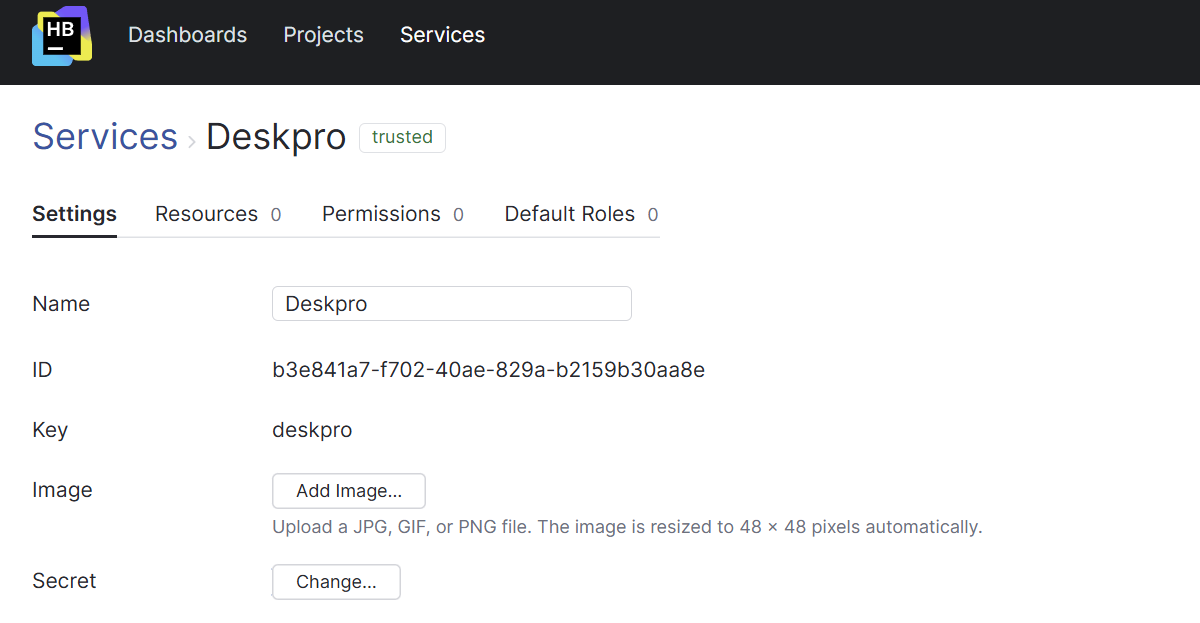 HB
Dashboards Projects Services
Services › Deskpro trusted
Settings Resources 0 Permissions 0 Default Roles 0
Name Deskpro
ID b3e841a7-f702-40ae-829a-b2159b30aa8e
Key deskpro
Image Add Image...
Upload a JPG, GIF, or PNG file. The image is resized to 48 × 48 pixels automatically.
Secret Change...